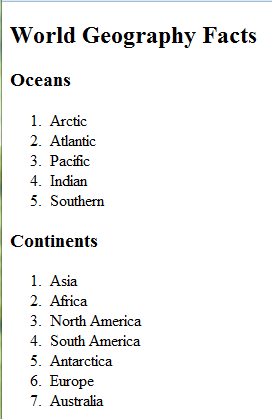 World Geography Facts
Oceans
1. Arctic
2. Atlantic
3. Pacific
4. Indian
5. Southern
Continents
1. Asia
2. Africa
3. North America
4. South America
5. Antarctica
6. Europe
7. Australia